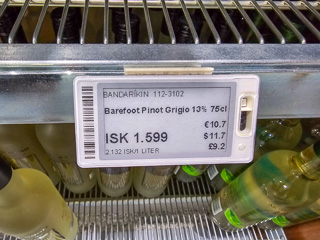 BANDARÍKIN 112-3102
Barefoot Pinot Grigio 13% 75cl
€10.7
ISK 1.599
$11.7
£9.2
2.132 ISK/1 LITER